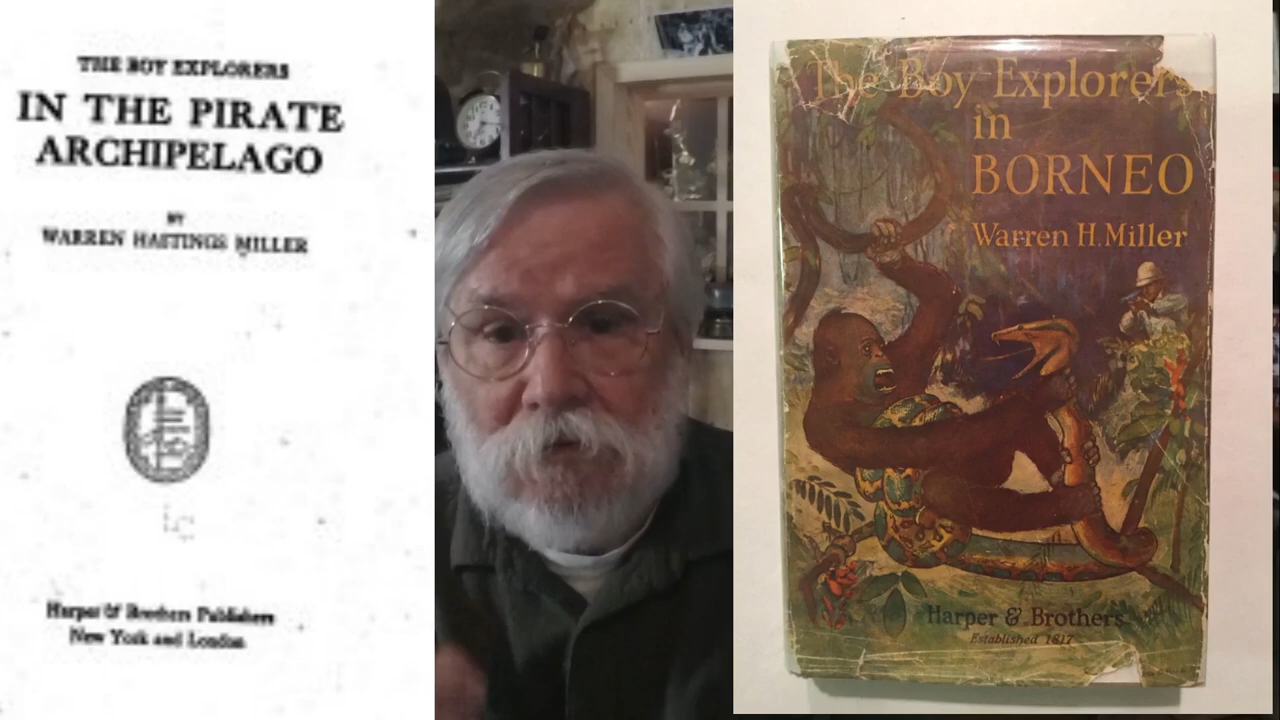 THE BOY EXPLORERS
IN THE PIRATE
ARCHIPELAGO
BY
WARREN HASTINGS MILLER
Harper & Brothers Publishers
New York and London
The Boy Explorers
in
BORNEO
Warren H. Miller
Harper & Brothers
Established 1817